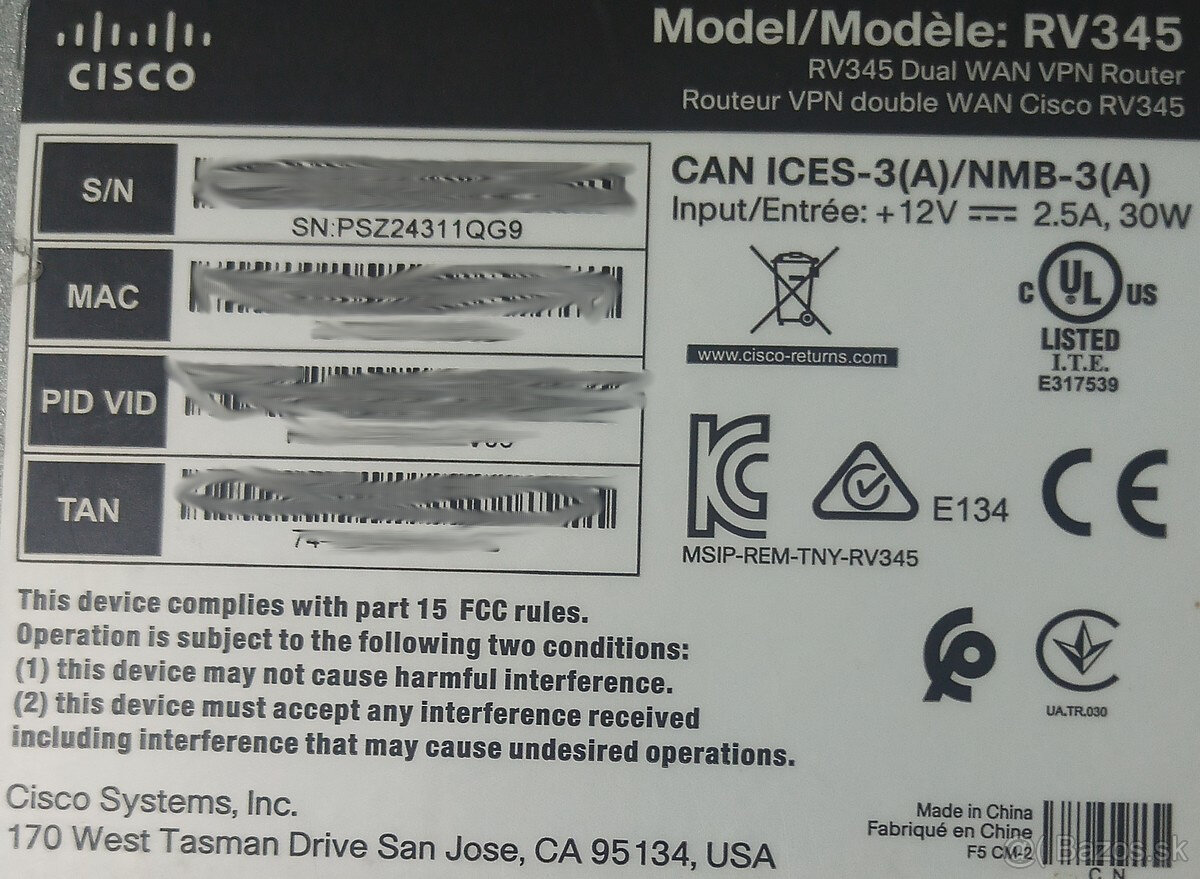 CISCO
Model/Modèle: RV345
RV345 Dual WAN VPN Router
Routeur VPN double WAN Cisco RV345
S/N
SN:PSZ24311QG9
MAC
PID VID
TAN
CAN ICES-3(A)/NMB-3(A)
Input/Entrée: +12V ⎓ 2.5A, 30W
www.cisco-returns.com
C UL US
LISTED
I.T.E.
E317539
KC
MSIP-REM-TNY-RV345
E134
CE
UA.TR.030
This device complies with part 15 FCC rules.
Operation is subject to the following two conditions:
(1) this device may not cause harmful interference.
(2) this device must accept any interference received
including interference that may cause undesired operations.
Cisco Systems, Inc.
170 West Tasman Drive San Jose, CA 95134, USA
Made in China
Fabriqué en Chine
F5 CM-2
C N
Bazos.sk